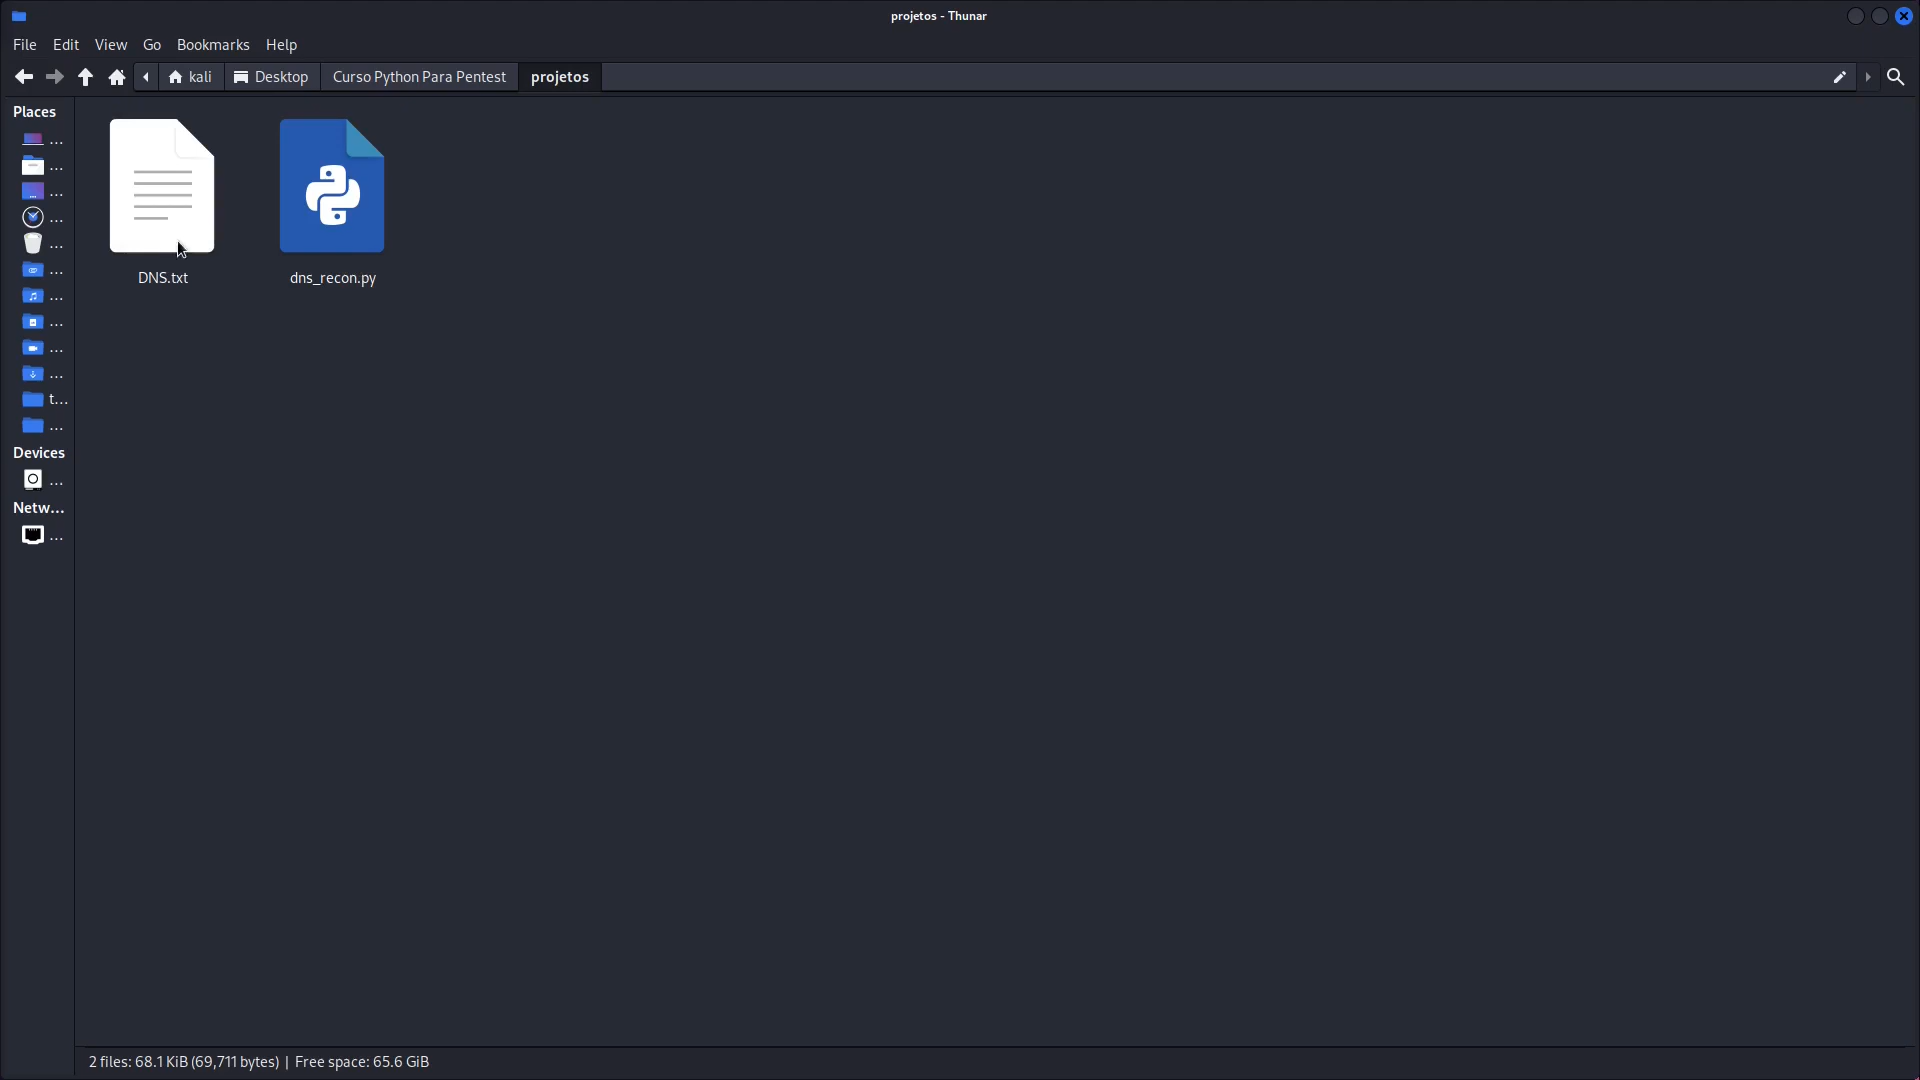 projetos - Thunar
File Edit View Go Bookmarks Help
kali Desktop Curso Python Para Pentest projetos
Places
...
...
...
...
...
...
...
...
...
...
t...
...
Devices
...
Netw...
...
DNS.txt dns_recon.py
2 files: 68.1 KiB (69,711 bytes) | Free space: 65.6 GiB